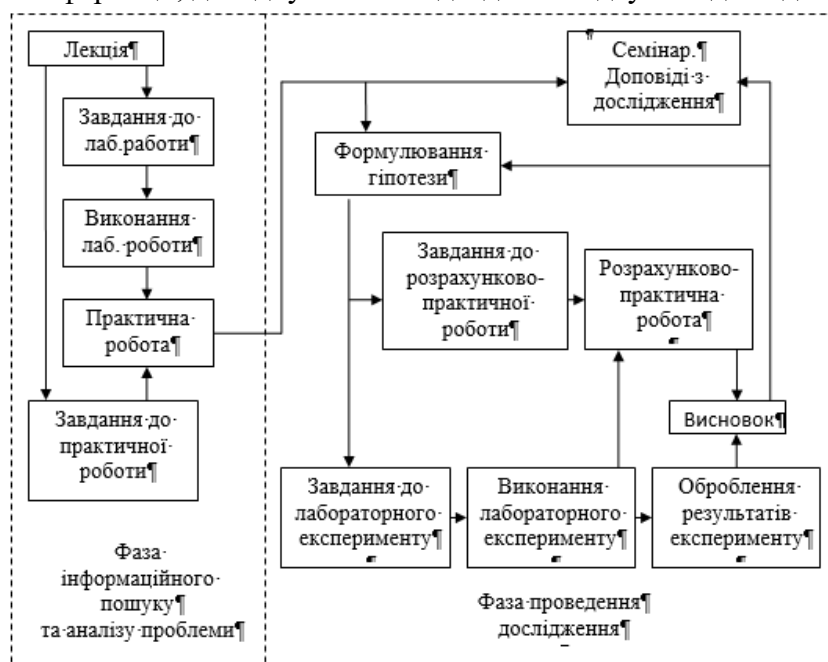 Лекція¶
Завдання·до·
лаб.работи¶
Виконання·
лаб.·роботи¶
Практична·
робота¶
Завдання·до·
практичної·
роботи¶
Фаза·
інформаційного·
пошуку¶
та·аналізу·проблеми¶
¶
Семінар.¶
Доповіді·з·
дослідження¶
Формулювання·
гіпотези¶
Завдання·до·
розрахунково-
практичної·
роботи¶
Розрахунково-
практична·
робота¶
¶
Висновок¶
Завдання·до·
лабораторного·
експерименту¶
¶
Виконання·
лабораторного·
експерименту¶
¶
Оброблення·
результатів·
експерименту¶
¶
Фаза·проведення¶
дослідження¶
¶